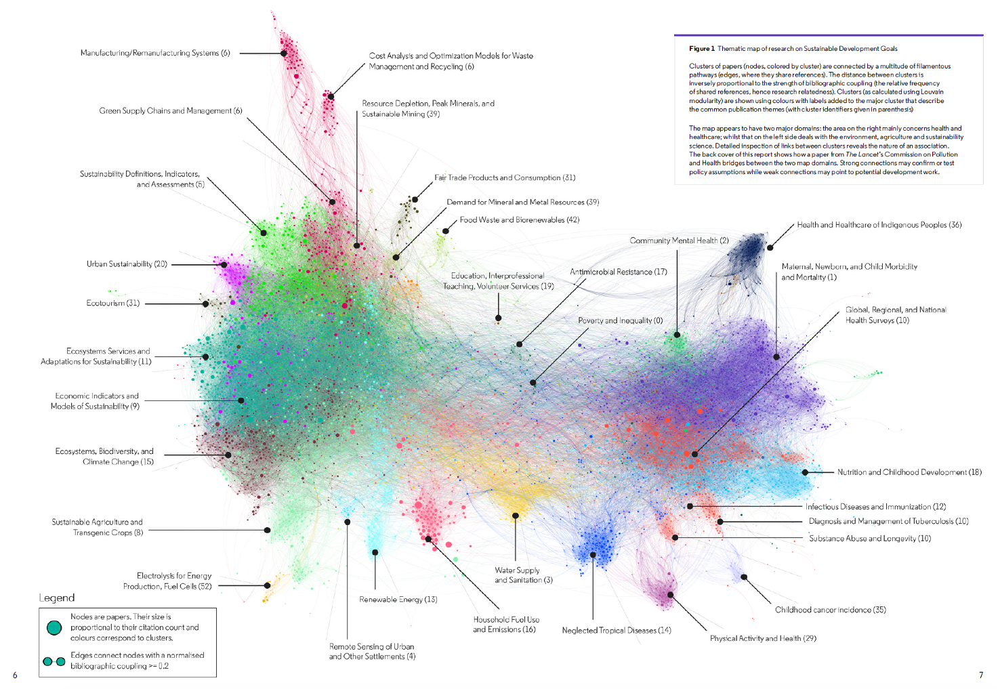 Manufacturing/Remanufacturing Systems (6)
Cost Analysis and Optimization Models for Waste
Management and Recycling (6)
Green Supply Chains and Management (6)
Resource Depletion, Peak Minerals, and
Sustainable Mining (39)
Sustainability Definitions, Indicators,
and Assessments (5)
Fair Trade Products and Consumption (31)
Demand for Mineral and Metal Resources (39)
Food Waste and Biorenewables (42)
Urban Sustainability (20)
Ecotourism (31)
Education, Interprofessional
Teaching, Volunteer Services (19)
Antimicrobial Resistance (17)
Community Mental Health (2)
Poverty and Inequality (0)
Health and Healthcare of Indigenous Peoples (36)
Maternal, Newborn, and Child Morbidity
and Mortality (1)
Global, Regional, and National
Health Surveys (10)
Ecosystems Services and
Adaptations for Sustainability (11)
Economic Indicators and
Models of Sustainability (9)
Ecosystems, Biodiversity, and
Climate Change (15)
Sustainable Agriculture and
Transgenic Crops (8)
Electrolysis for Energy
Production, Fuel Cells (52)
Nutrition and Childhood Development (18)
Infectious Diseases and Immunization (12)
Diagnosis and Management of Tuberculosis (10)
Substance Abuse and Longevity (10)
Childhood cancer incidence (35)
Physical Activity and Health (29)
Neglected Tropical Diseases (14)
Water Supply
and Sanitation (3)
Household Fuel Use
and Emissions (16)
Renewable Energy (13)
Remote Sensing of Urban
and Other Settlements (4)
Figure 1 Thematic map of research on Sustainable Development Goals
Clusters of papers (nodes, colored by cluster) are connected by a multitude of filamentous
pathways (edges, where they share references). The distance between clusters is
inversely proportional to the strength of bibliographic coupling (the relative frequency
of shared references, hence research relatedness). Clusters (as calculated using Louvain
modularity) are shown using colours with labels added to the major cluster that describe
the common publication themes (with cluster identifiers given in parenthesis)
The map appears to have two major domains: the area on the right mainly concerns health and
healthcare; whilst that on the left side deals with the environment, agriculture and sustainability
science. Detailed inspection of links between clusters reveals the nature of an association.
The back cover of this report shows how a paper from The Lancet's Commission on Pollution
and Health bridges between the two map domains. Strong connections may confirm or test
policy assumptions while weak connections may point to potential development work.
Legend
Nodes are papers. Their size is
proportional to their citation count and
colours correspond to clusters.
Edges connect nodes with a normalised
bibliographic coupling >= 0.2
6
7